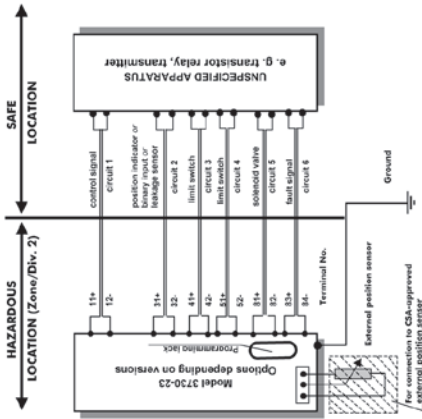 SAFE
LOCATION
UNSPECIFIED APPARATUS
e. g. transistor relay, transmitter
control signal
circuit 1
position indicator or
binary input or
leakage sensor
circuit 2
limit switch
circuit 3
limit switch
circuit 4
solenoid valve
circuit 5
fault signal
circuit 6
HAZARDOUS
LOCATION (Zone/Div. 2)
11+
12-
31+
32-
41+
42-
51+
52-
81+
82-
83+
84-
Terminal No.
Ground
Model 3730-23
Options depending on versions
Programming jack
External position sensor
For connection to CSA-approved
external position sensor